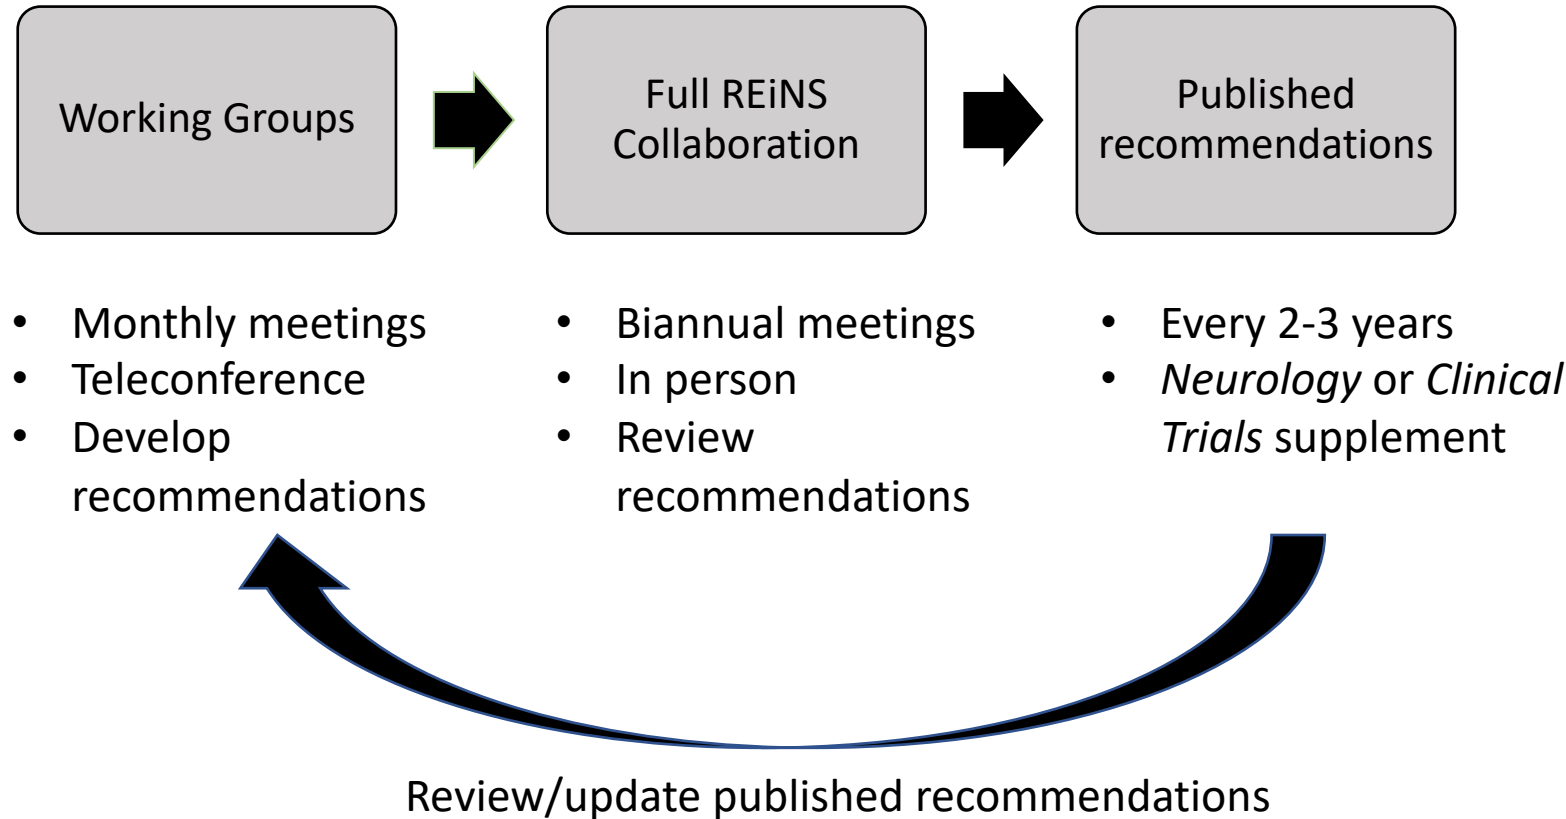 Working Groups
Full REiNS
Collaboration
Published
recommendations
• Monthly meetings
• Teleconference
• Develop
recommendations
• Biannual meetings
• In person
• Review
recommendations
• Every 2-3 years
• Neurology or Clinical
Trials supplement
Review/update published recommendations